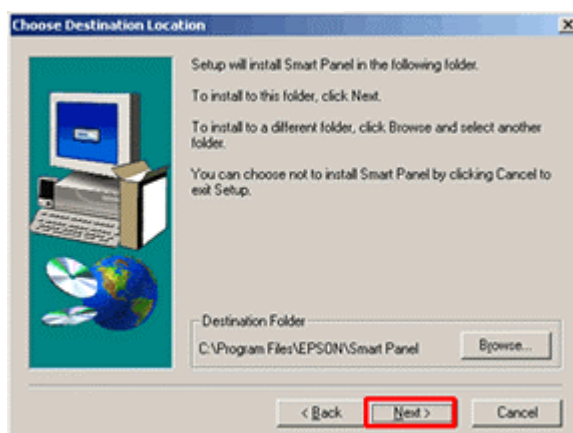 Choose Destination Location
Setup will install Smart Panel in the following folder.
To install to this folder, click Next.
To install to a different folder, click Browse and select another
folder.
You can choose not to install Smart Panel by clicking Cancel to
exit Setup.
Destination Folder
C:\Program Files\EPSON\Smart Panel
Browse...
< Back
Next >
Cancel